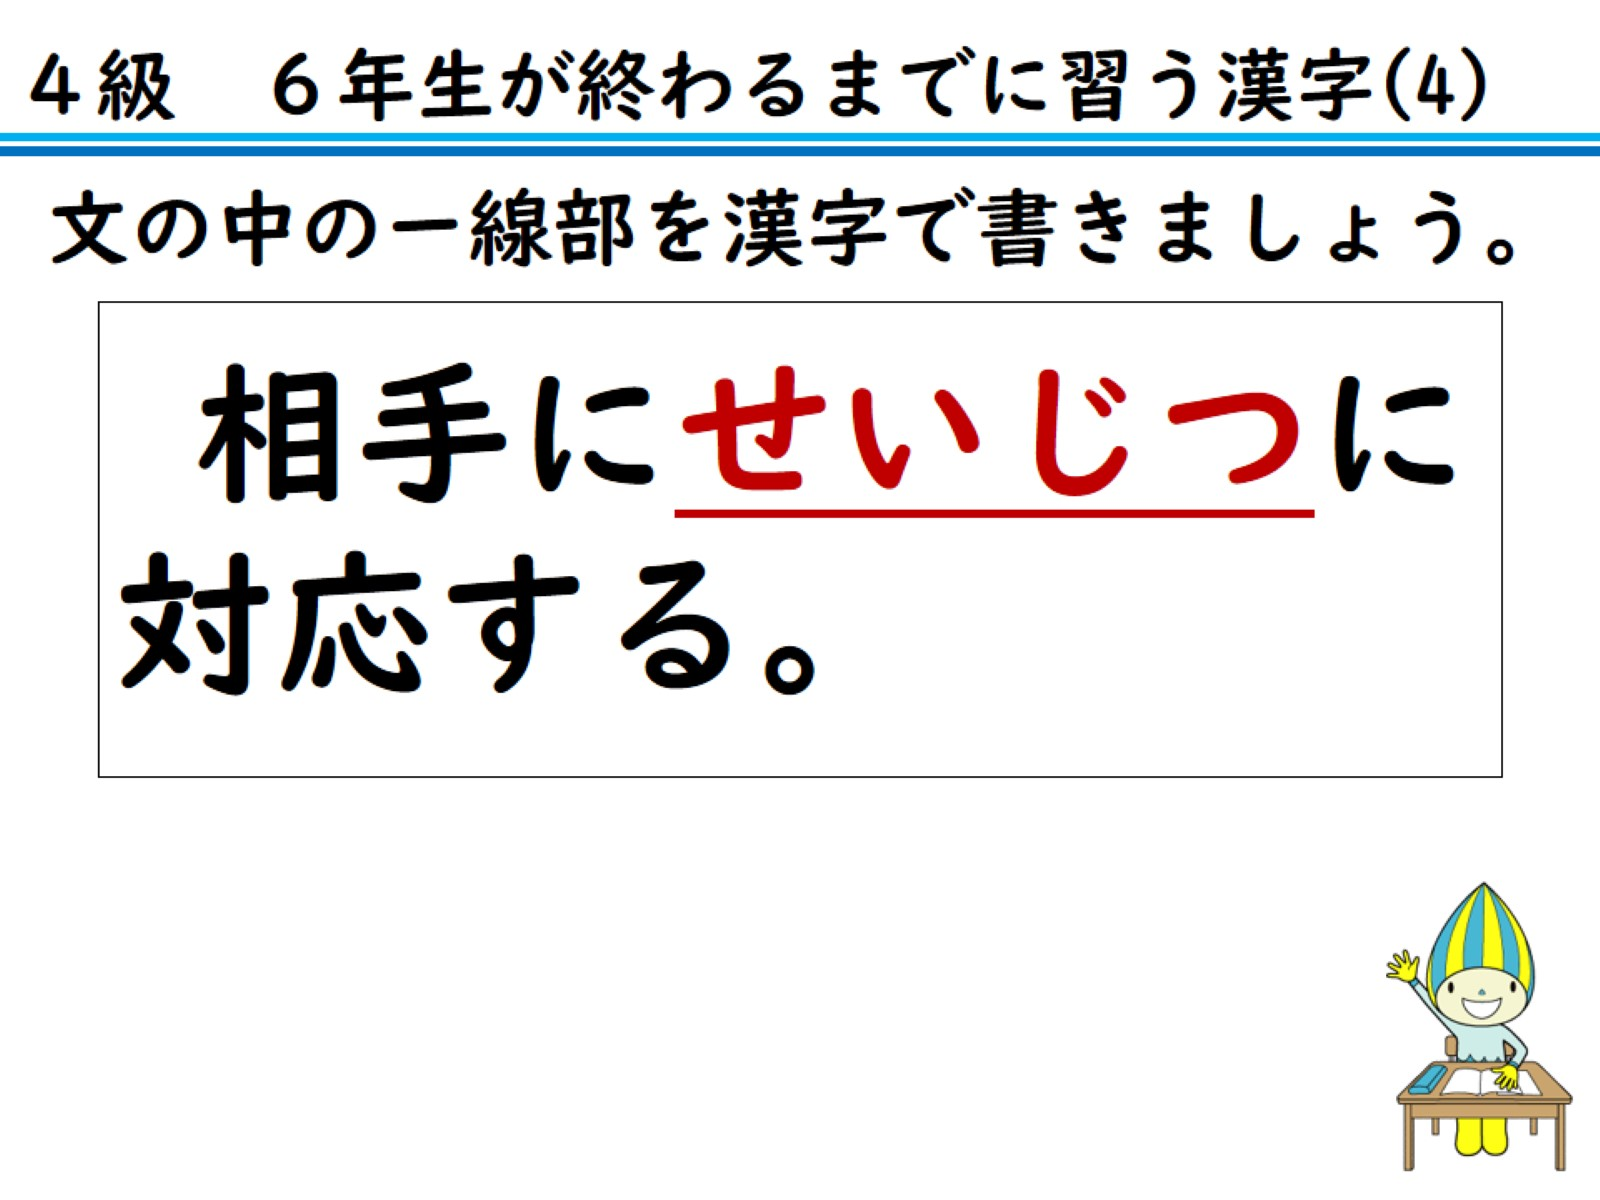 ４級　６年生が終わるまでに習う漢字(4)
文の中の―線部を漢字で書きましょう。
相手にせいじつに
対応する。